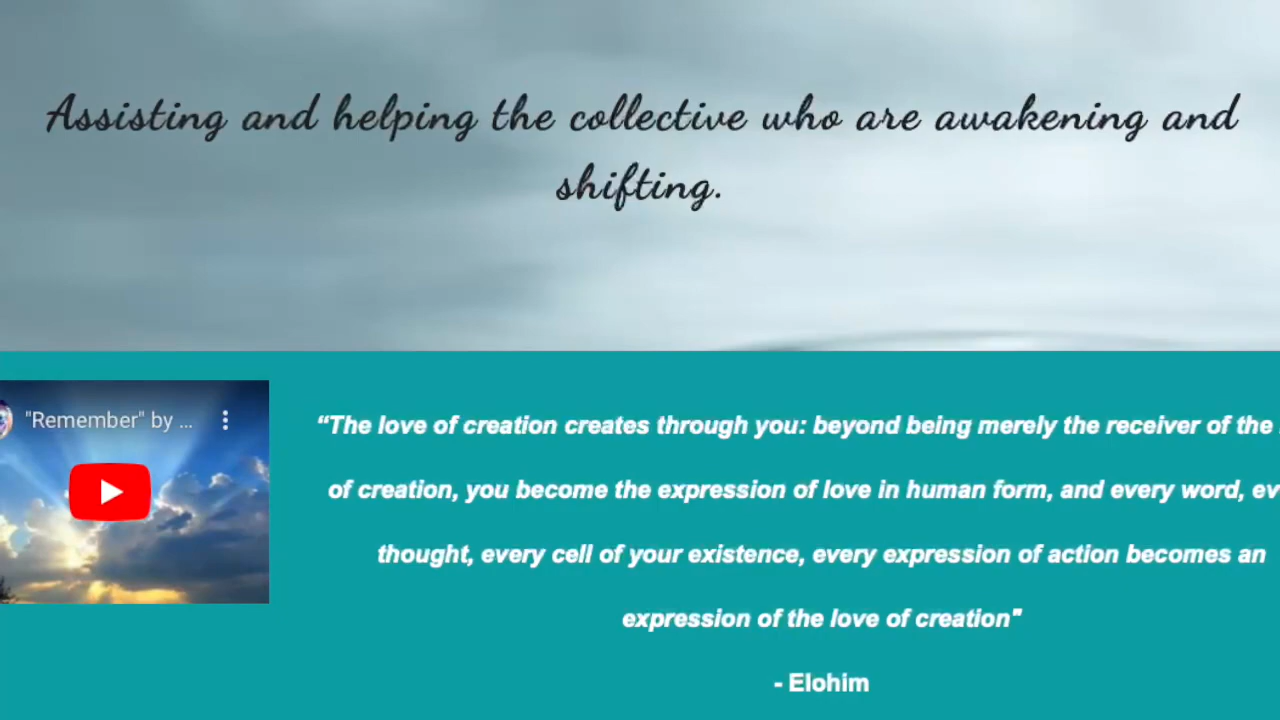 Assisting and helping the collective who are awakening and
shifting.
"Remember" by ...
“The love of creation creates through you: beyond being merely the receiver of the
of creation, you become the expression of love in human form, and every word, ev
thought, every cell of your existence, every expression of action becomes an
expression of the love of creation"
- Elohim